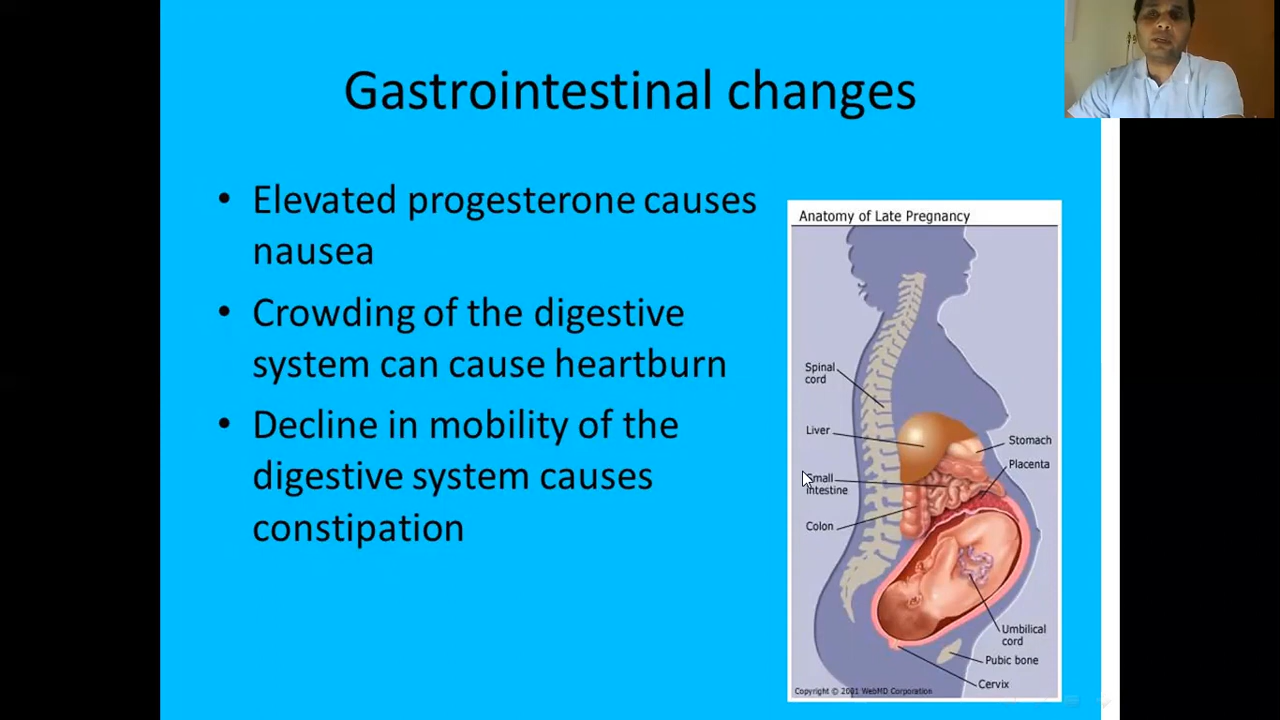 Gastrointestinal changes
• Elevated progesterone causes
nausea
• Crowding of the digestive
system can cause heartburn
• Decline in mobility of the
digestive system causes
constipation
Anatomy of Late Pregnancy
Spinal
cord
Liver
Small
intestine
Colon
Stomach
Placenta
Umbilical
cord
Pubic bone
Cervix
Copyright © 2001 WebMD Corporation